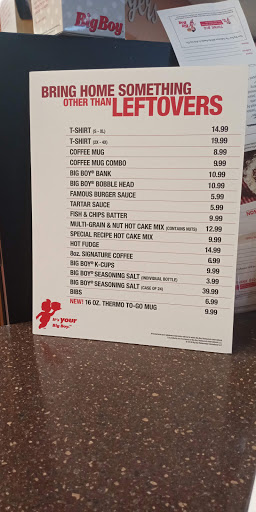 Big Boy
BRING HOME SOMETHING
OTHER THAN LEFTOVERS
T-SHIRT (S - XL) 14.99
T-SHIRT (2X - 4X) 19.99
COFFEE MUG 8.99
COFFEE MUG COMBO 9.99
BIG BOY® BANK 10.99
BIG BOY® BOBBLE HEAD 10.99
FAMOUS BURGER SAUCE 5.99
TARTAR SAUCE 5.99
FISH & CHIPS BATTER 9.99
MULTI-GRAIN & NUT HOT CAKE MIX (CONTAINS NUTS) 12.99
SPECIAL RECIPE HOT CAKE MIX 9.99
HOT FUDGE 14.99
8oz. SIGNATURE COFFEE 6.99
BIG BOY® K-CUPS 9.99
BIG BOY® SEASONING SALT (INDIVIDUAL BOTTLE) 3.99
BIG BOY® SEASONING SALT (CASE OF 24) 39.99
BIBS 6.99
NEW! 16 OZ. THERMO TO-GO MUG 9.99
It's your
Big Boy